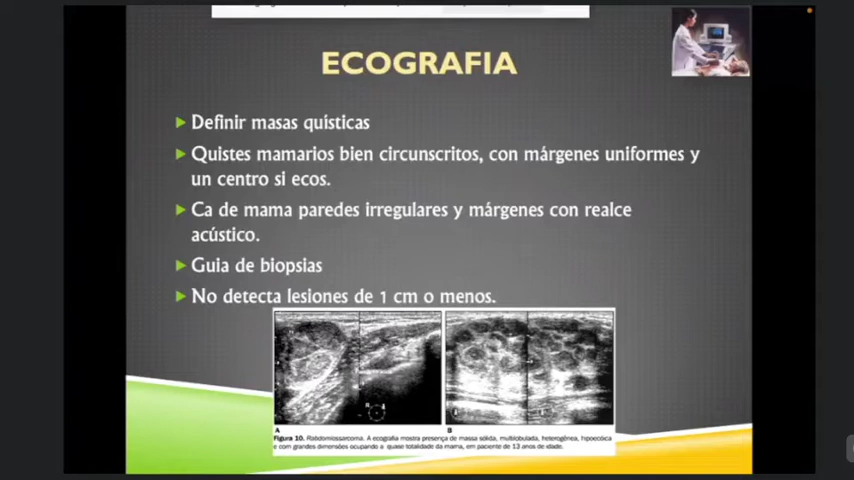 ECOGRAFIA
Definir masas quísticas
Quistes mamarios bien circunscritos, con márgenes uniformes y
un centro si ecos.
Ca de mama paredes irregulares y márgenes con realce
acústico.
Guia de biopsias
No detecta lesiones de 1 cm o menos.
A B
Figura 10. Rabdomiossarcoma. A ecografia mostra presença de massa sólida, multilobulada, heterogênea, hipoecóica
e com grandes dimensões ocupando a quase totalidade da mama, em paciente de 13 anos de idade.